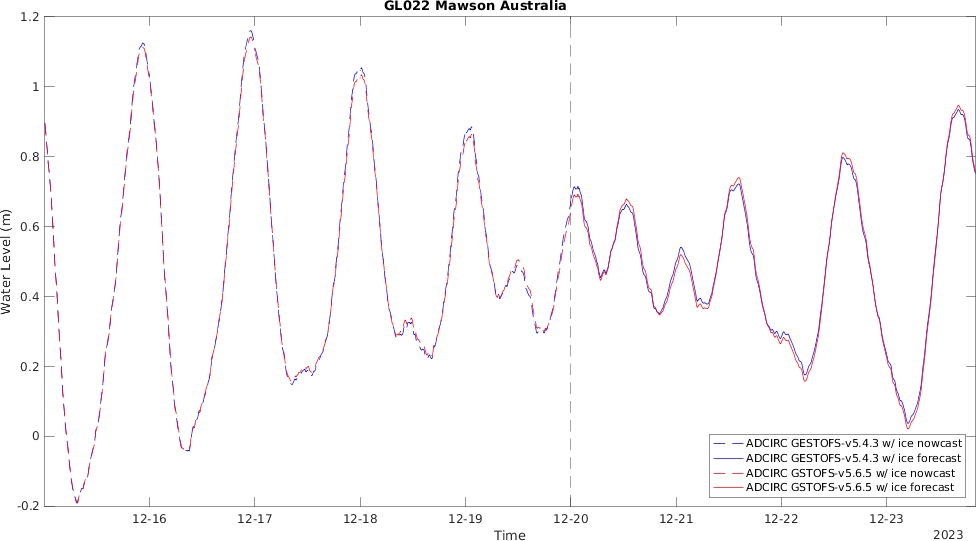 GL022 Mawson Australia
Water Level (m)
1.2
1
0.8
0.6
0.4
0.2
0
-0.2
12-16
12-17
12-18
12-19
12-20
12-21
12-22
12-23
Time
2023
ADCIRC GESTOFS-v5.4.3 w/ ice nowcast
ADCIRC GESTOFS-v5.4.3 w/ ice forecast
ADCIRC GSTOFS-v5.6.5 w/ ice nowcast
ADCIRC GSTOFS-v5.6.5 w/ ice forecast